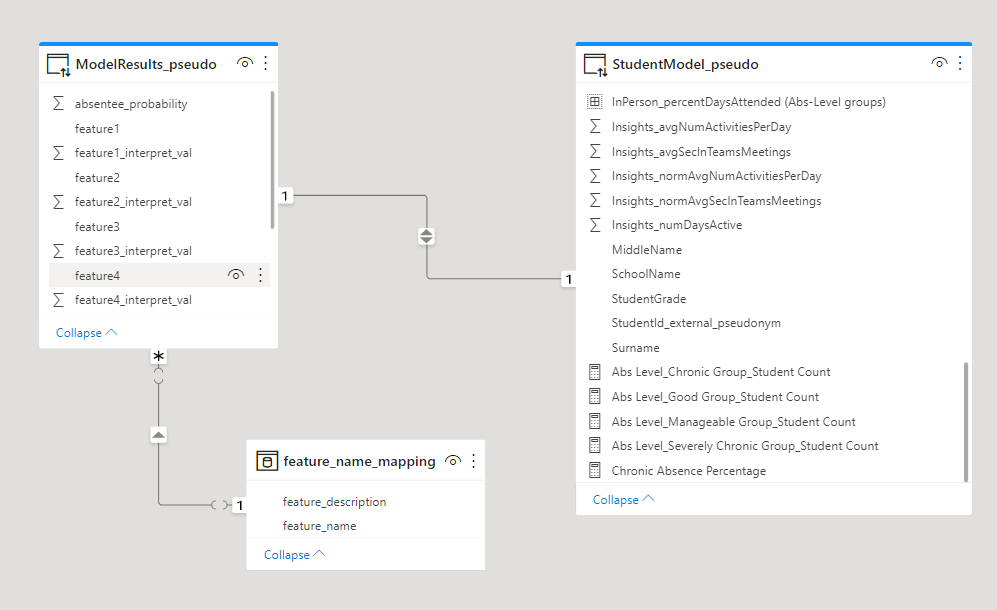 ModelResults_pseudo
absentee_probability
feature1
feature1_interpret_val
feature2
feature2_interpret_val
feature3
feature3_interpret_val
feature4
feature4_interpret_val
Collapse
StudentModel_pseudo
InPerson_percentDaysAttended (Abs-Level groups)
Insights_avgNumActivitiesPerDay
Insights_avgSecInTeamsMeetings
Insights_normAvgNumActivitiesPerDay
Insights_normAvgSecInTeamsMeetings
Insights_numDaysActive
MiddleName
SchoolName
StudentGrade
StudentId_external_pseudonym
Surname
Abs Level_Chronic Group_Student Count
Abs Level_Good Group_Student Count
Abs Level_Manageable Group_Student Count
Abs Level_Severely Chronic Group_Student Count
Chronic Absence Percentage
Collapse
1
1
*
1
feature_name_mapping
feature_description
feature_name
Collapse